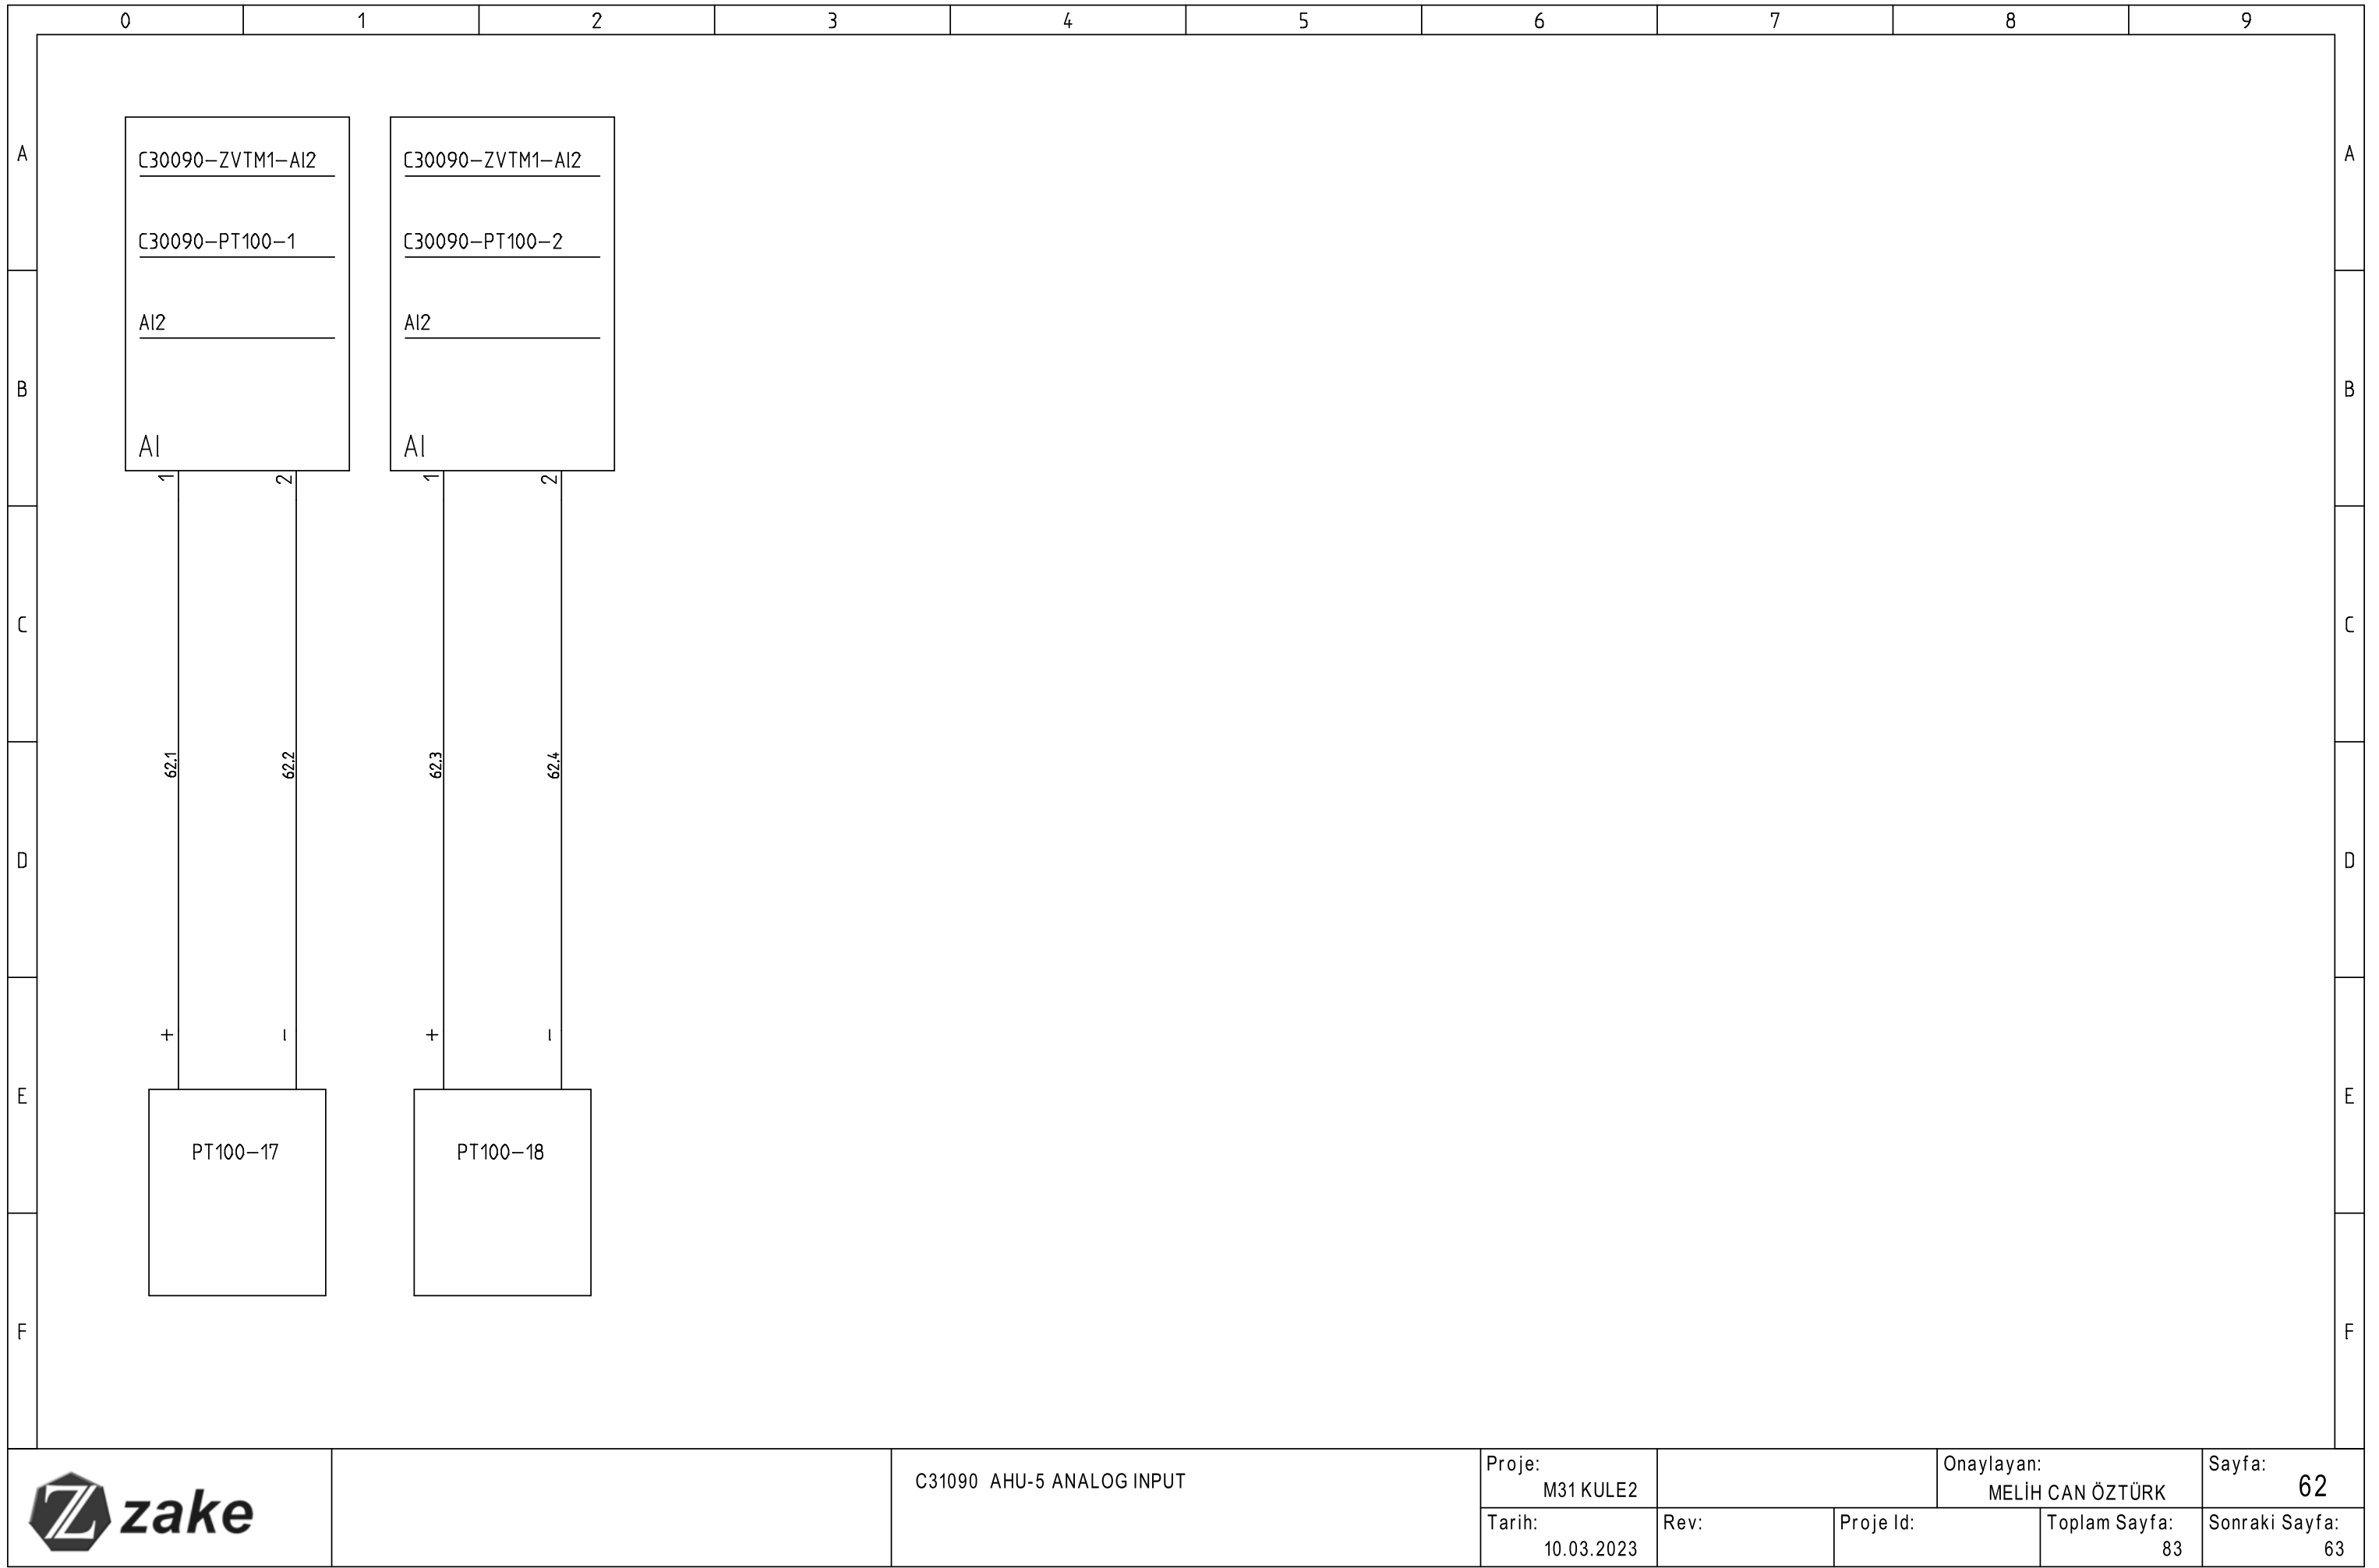 0 1 2 3 4 5 6 7 8 9
A A
C30090-ZVTM1-AI2 C30090-ZVTM1-AI2
C30090-PT100-1 C30090-PT100-2
AI2 AI2
B B
AI AI
1 2 1 2
C C
62.1 62.2 62.3 62.4
D D
+ - + -
E E
PT100-17 PT100-18
F F
zake
C31090 AHU-5 ANALOG INPUT
Proje:
M31 KULE2
Onaylayan:
MELİH CAN ÖZTÜRK
Sayfa:
62
Tarih:
10.03.2023
Rev:
Proje Id:
Toplam Sayfa:
83
Sonraki Sayfa:
63